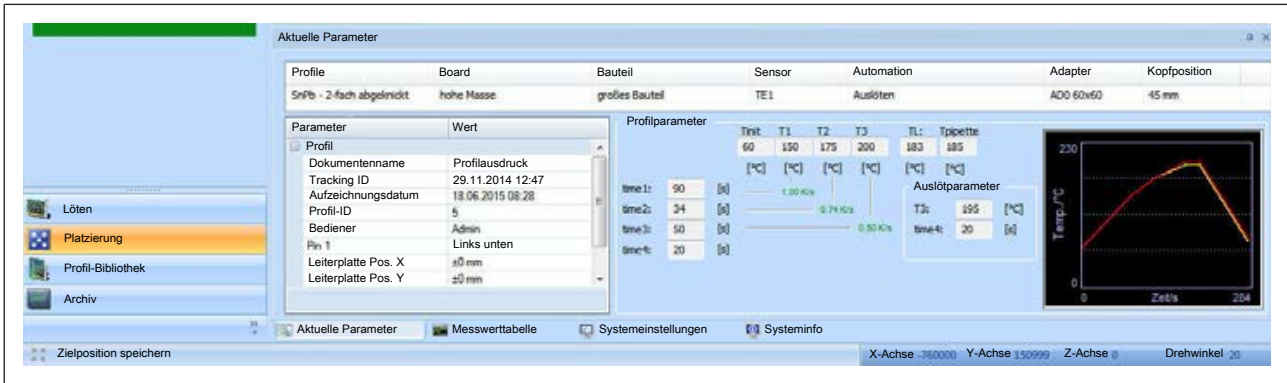 Aktuelle Parameter
Profile Board Bauteil Sensor Automation Adapter Kopfposition
SnPb - 2-fach abgeknickt hohe Masse großes Bauteil TE1 Auslöten AD0 60x60 45 mm
Parameter Wert
Profil
Dokumentenname Profilausdruck
Tracking ID 29.11.2014 12:47
Aufzeichnungsdatum 18.06.2015 08:28
Profil-ID 5
Bediener Admin
Pin 1 Links unten
Leiterplatte Pos. X ±0 mm
Leiterplatte Pos. Y ±0 mm
Profilparameter
Tinit T1 T2 T3 TL: Tpipette
60 150 175 200 183 185
[°C] [°C] [°C] [°C] [°C] [°C]
time1: 90 [s] 1.00 K/s
time2: 34 [s] 0.74 K/s
time3: 50 [s] 0.50 K/s
time4: 20 [s]
Auslötparameter
T3: 195 [°C]
time4: 20 [s]
230
Temp./°C
0
0 Zeit/s 284
Löten
Platzierung
Profil-Bibliothek
Archiv
Aktuelle Parameter Messwerttabelle Systemeinstellungen Systeminfo
Zielposition speichern
X-Achse -760000 Y-Achse 150999 Z-Achse 0 Drehwinkel 20